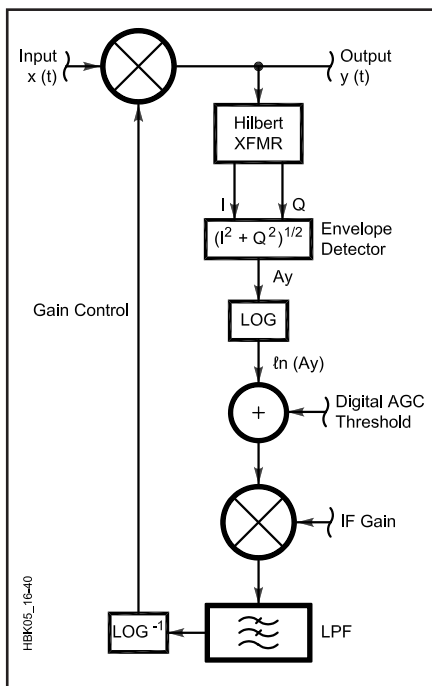 Input
x (t)
Output
y (t)
Hilbert
XFMR
I
Q
(I² + Q²)¹/²
Envelope
Detector
Ay
Gain Control
LOG
ℓn (Ay)
+
Digital AGC
Threshold
IF Gain
LOG⁻¹
LPF
HBK05_16-40